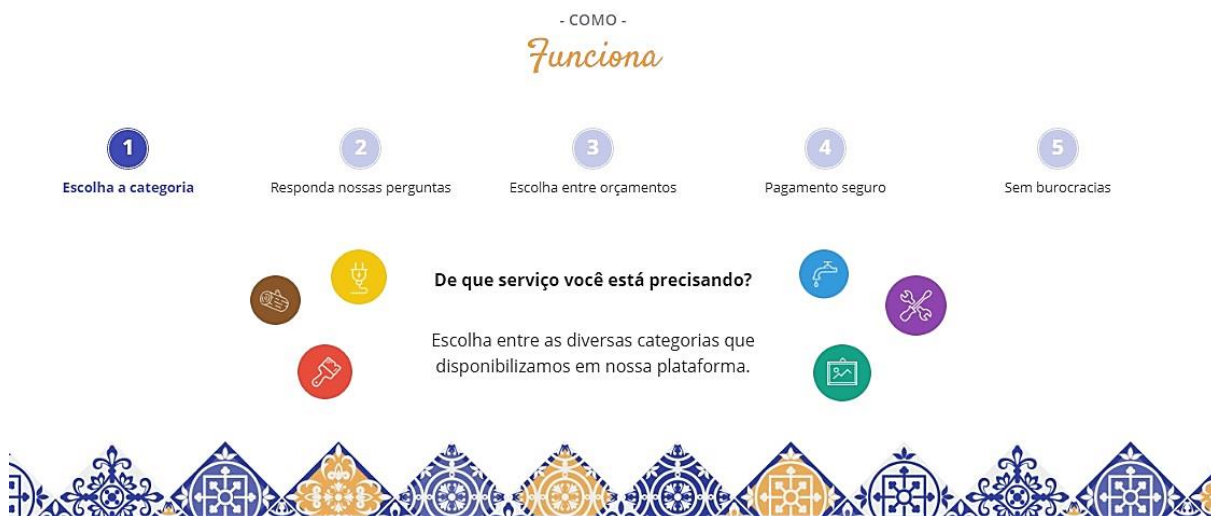 - COMO -
Funciona
1
Escolha a categoria
2
Responda nossas perguntas
3
Escolha entre orçamentos
4
Pagamento seguro
5
Sem burocracias
De que serviço você está precisando?
Escolha entre as diversas categorias que
disponibilizamos em nossa plataforma.